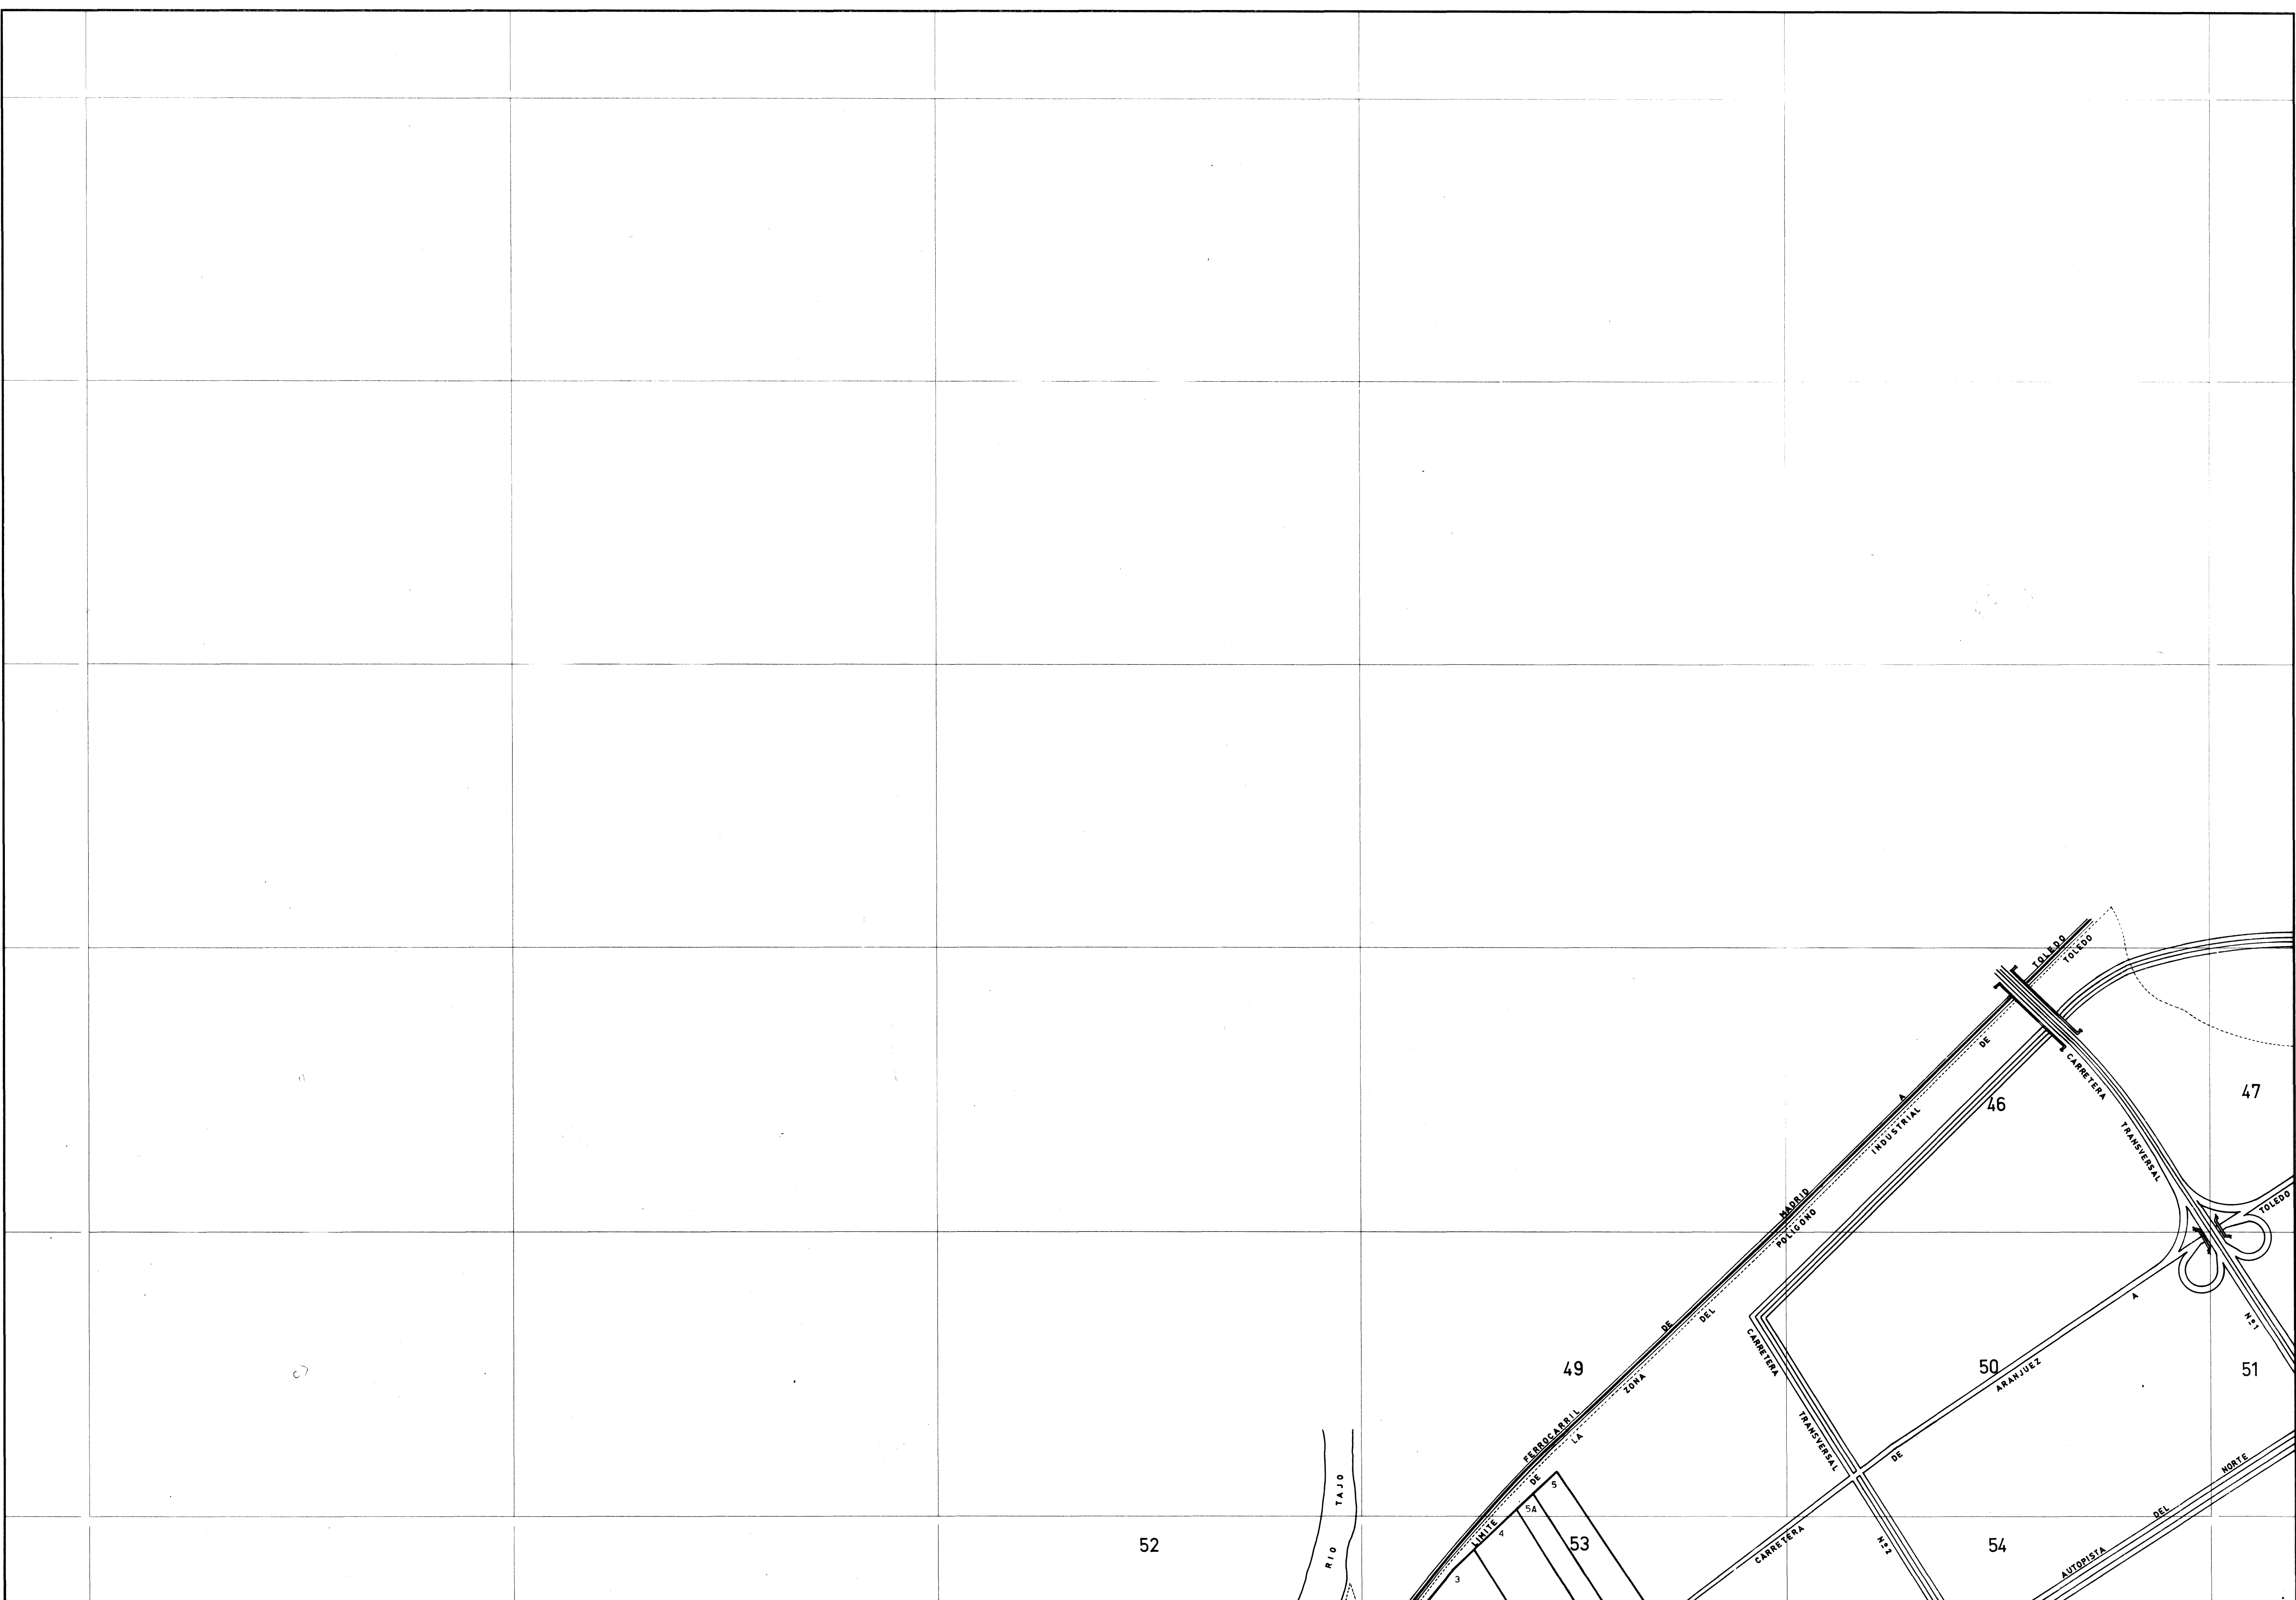 FERROCARRIL DE MADRID A TOLEDO
LIMITE DE LA ZONA DEL POLIGONO INDUSTRIAL DE TOLEDO
CARRETERA TRANSVERSAL Nº1
47
46
TOLEDO
CARRETERA TRANSVERSAL Nº2
49
50
51
CARRETERA DE ARANJUEZ A
AUTOPISTA DEL NORTE
RIO TAJO
52
53
54
5
5A
4
3